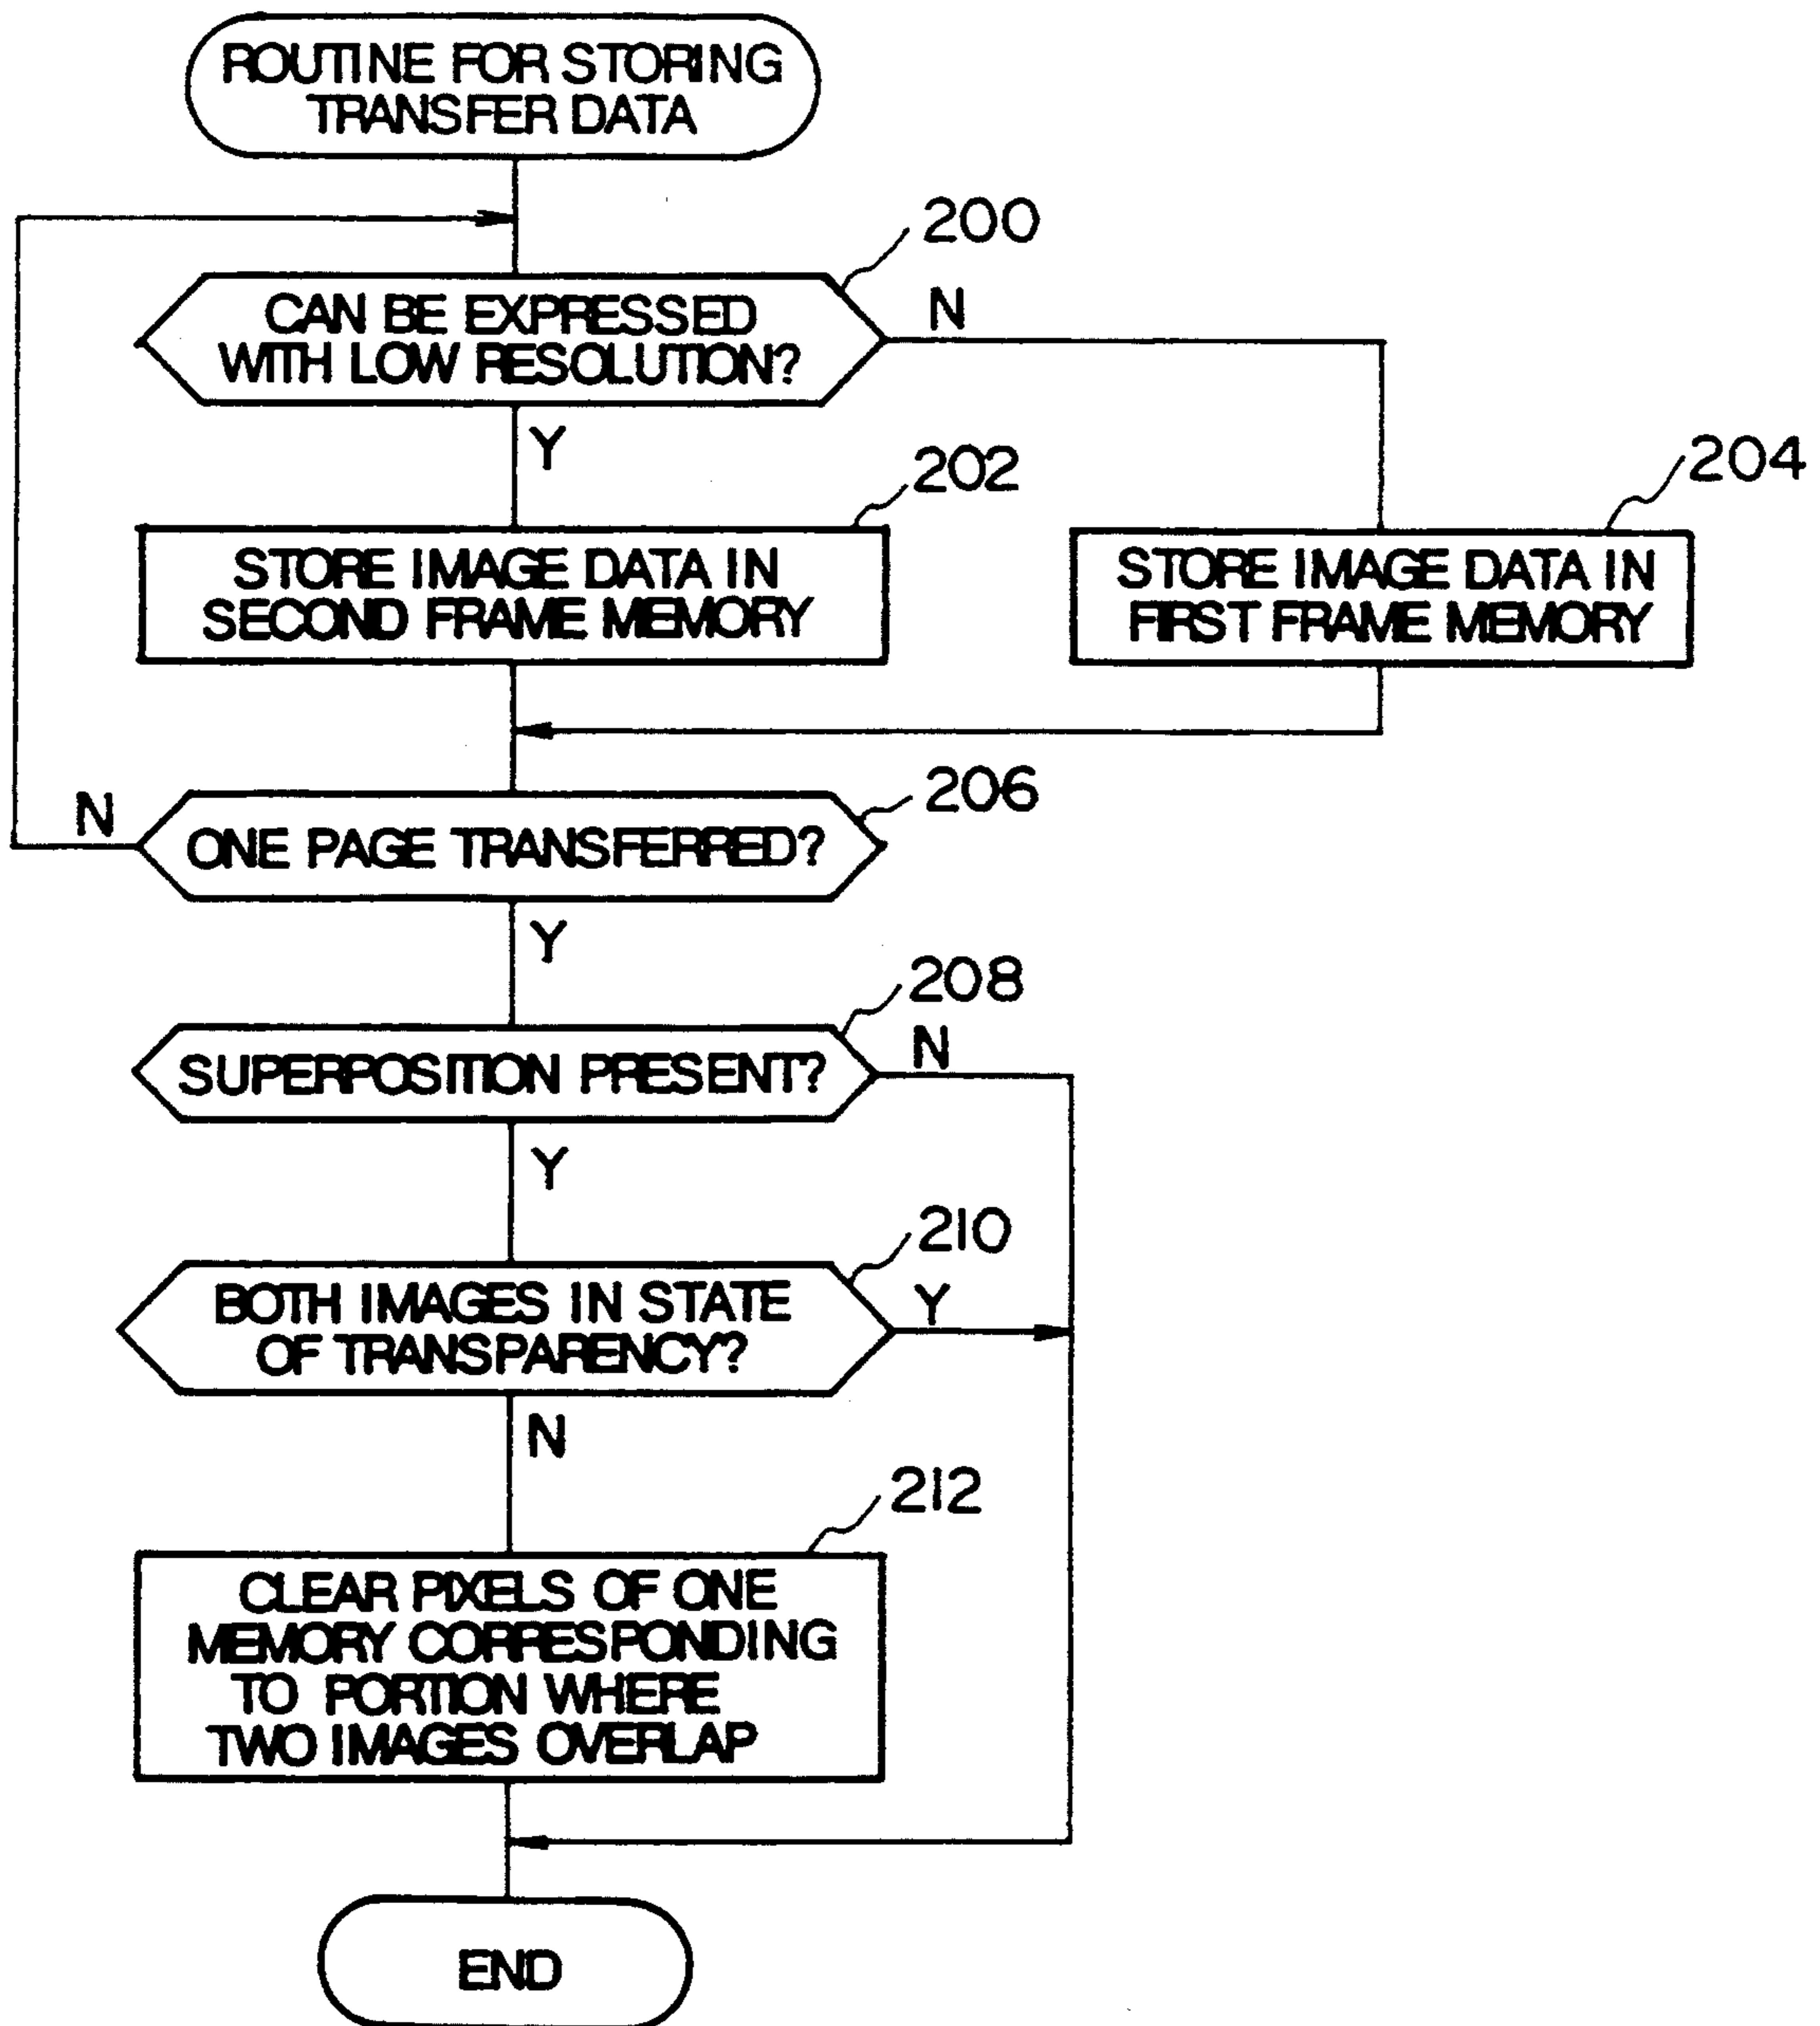 ROUTINE FOR STORING
TRANSFER DATA
200
CAN BE EXPRESSED
WITH LOW RESOLUTION?
N
Y
202
204
STORE IMAGE DATA IN
SECOND FRAME MEMORY
STORE IMAGE DATA IN
FIRST FRAME MEMORY
206
N
ONE PAGE TRANSFERRED?
Y
208
SUPERPOSITION PRESENT?
N
Y
210
BOTH IMAGES IN STATE
OF TRANSPARENCY?
Y
N
212
CLEAR PIXELS OF ONE
MEMORY CORRESPONDING
TO PORTION WHERE
TWO IMAGES OVERLAP
END